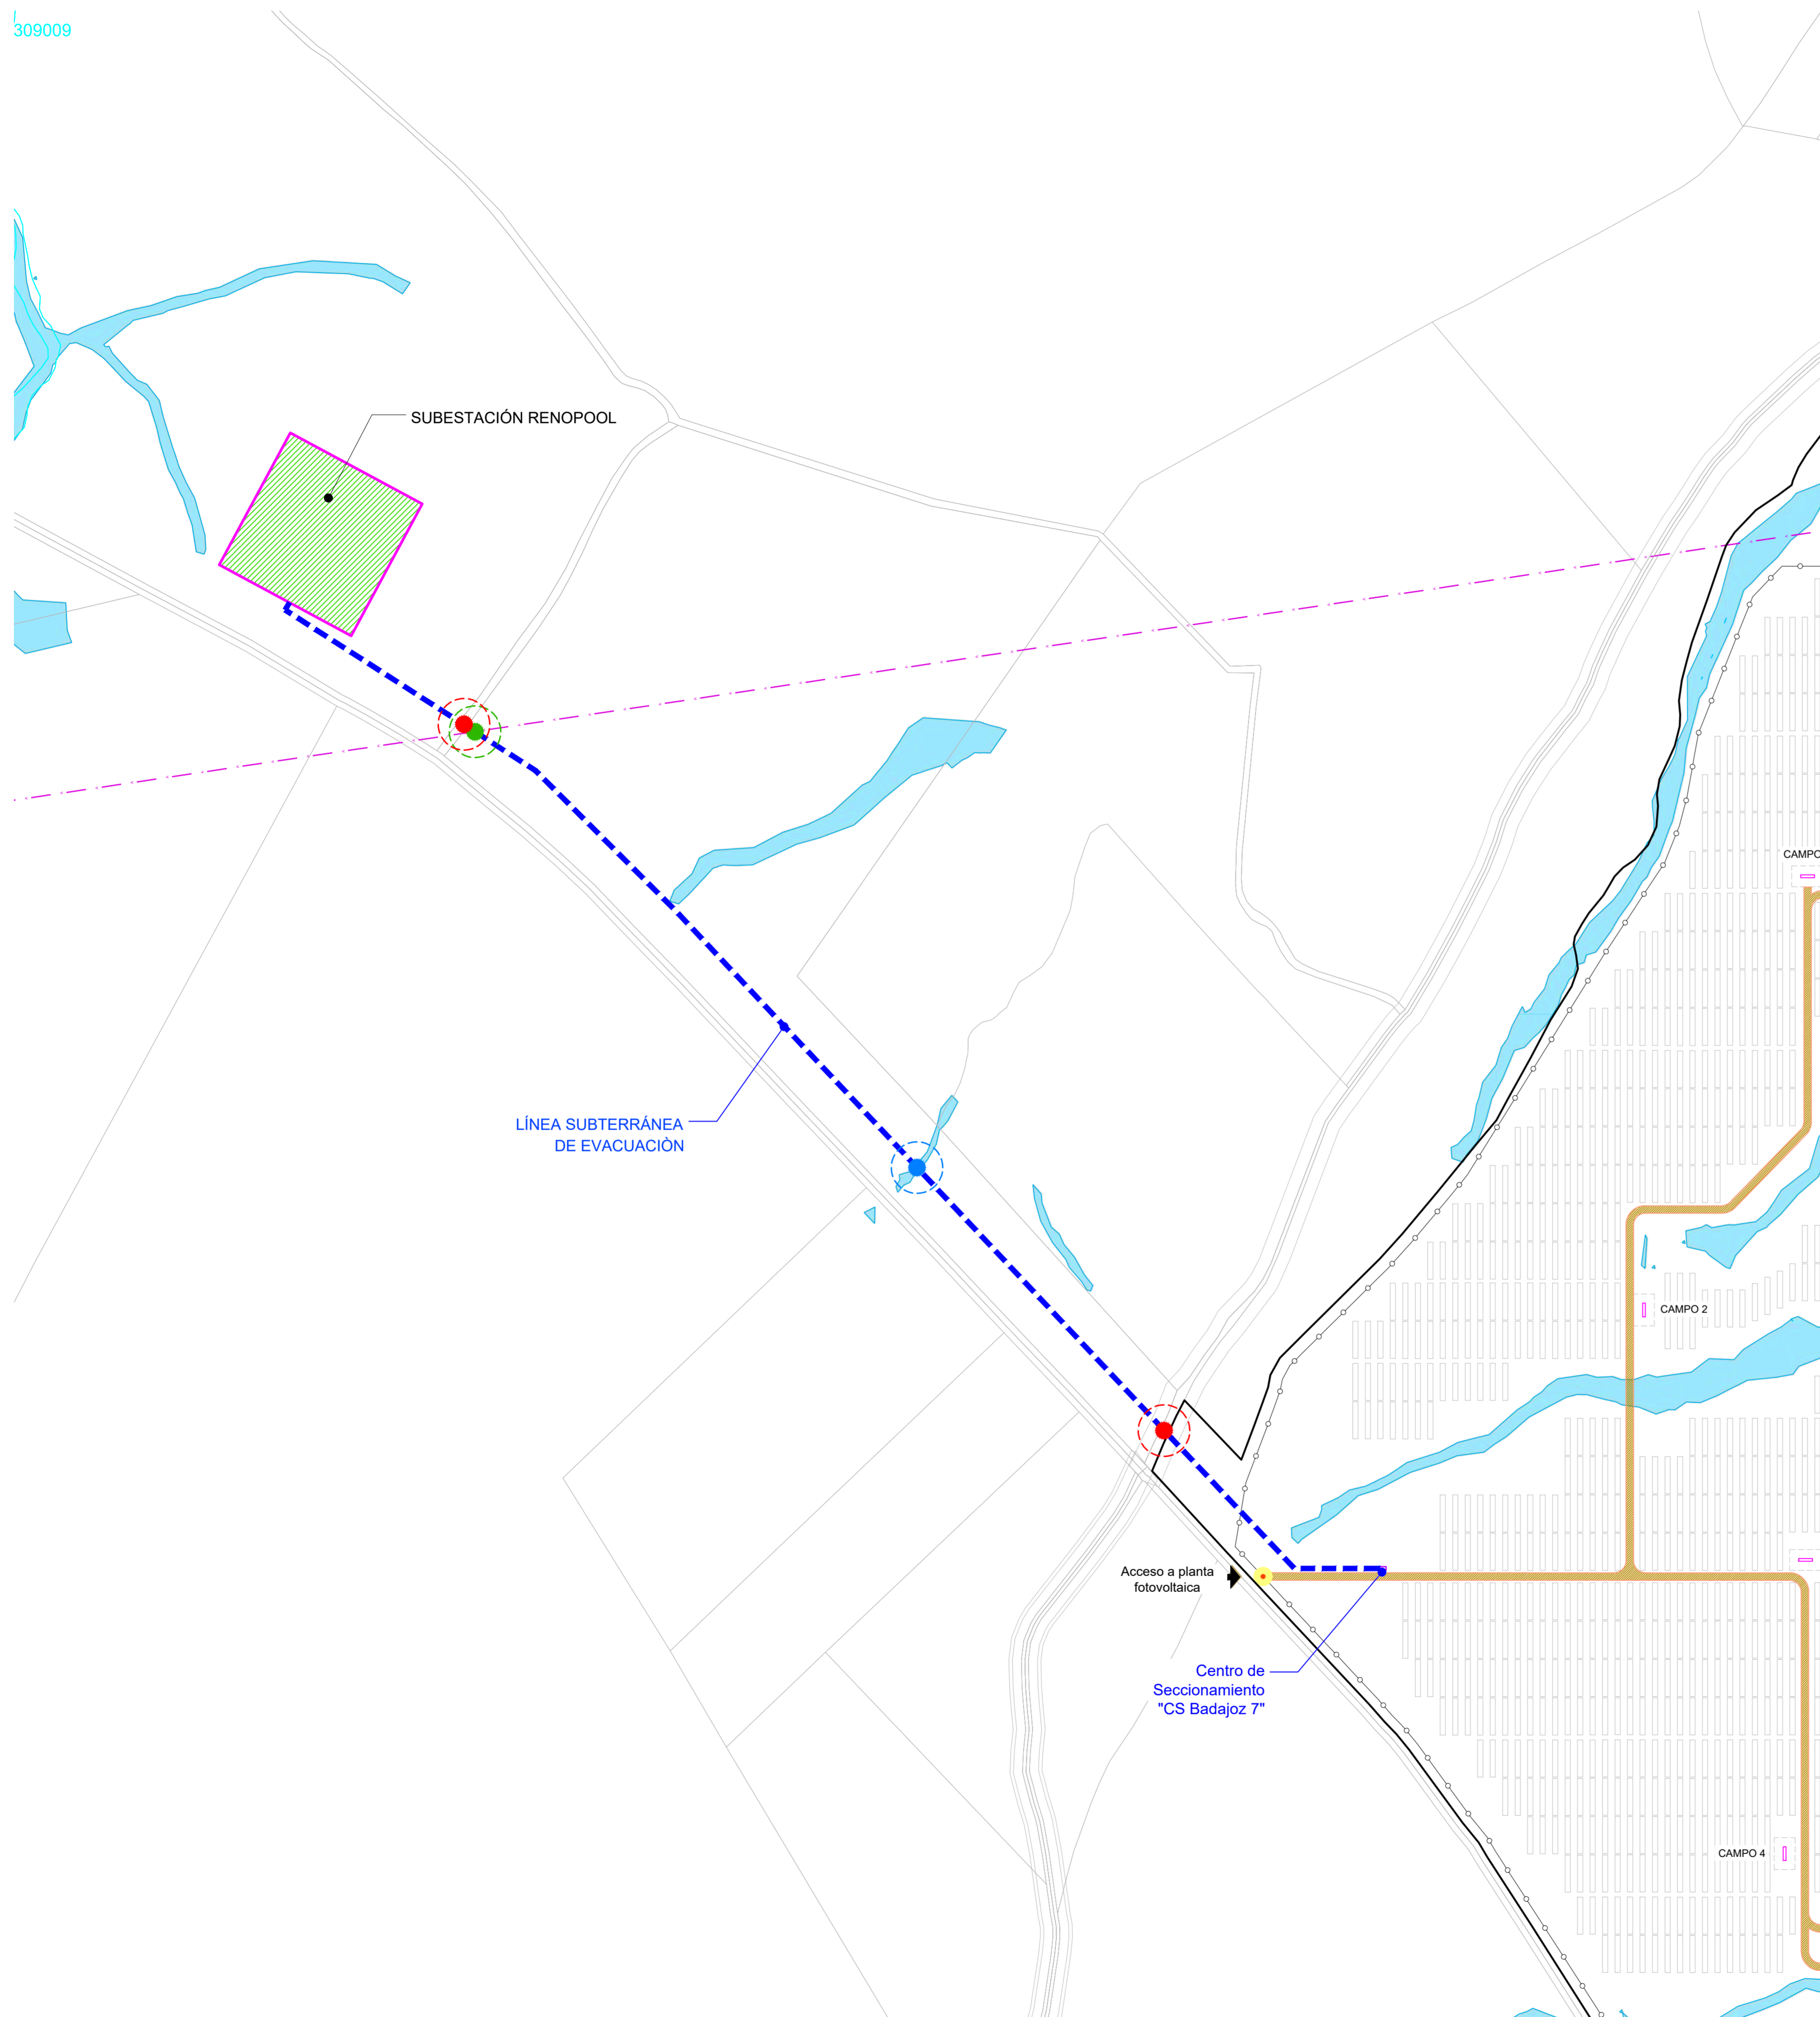 309009
SUBESTACIÓN RENOPOOL
CAMPO
LÍNEA SUBTERRÁNEA
DE EVACUACIÒN
CAMPO 2
Acceso a planta
fotovoltaica
Centro de
Seccionamiento
"CS Badajoz 7"
CAMPO 4